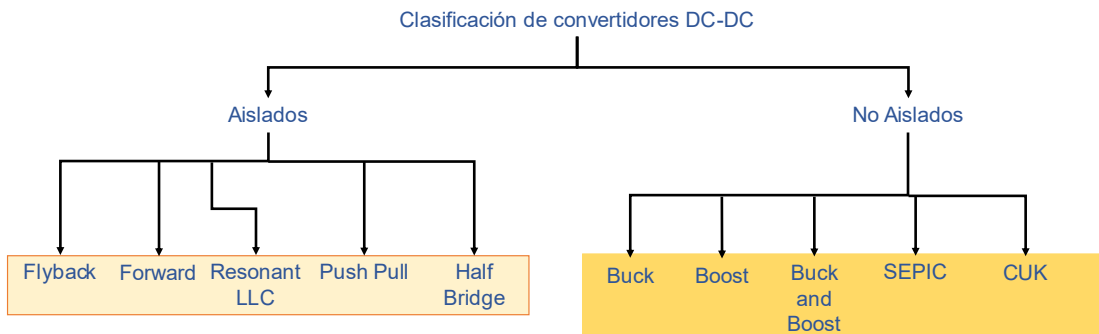 Clasificación de convertidores DC-DC
Aislados
No Aislados
Flyback
Forward
Resonant
LLC
Push Pull
Half
Bridge
Buck
Boost
Buck
and
Boost
SEPIC
CUK